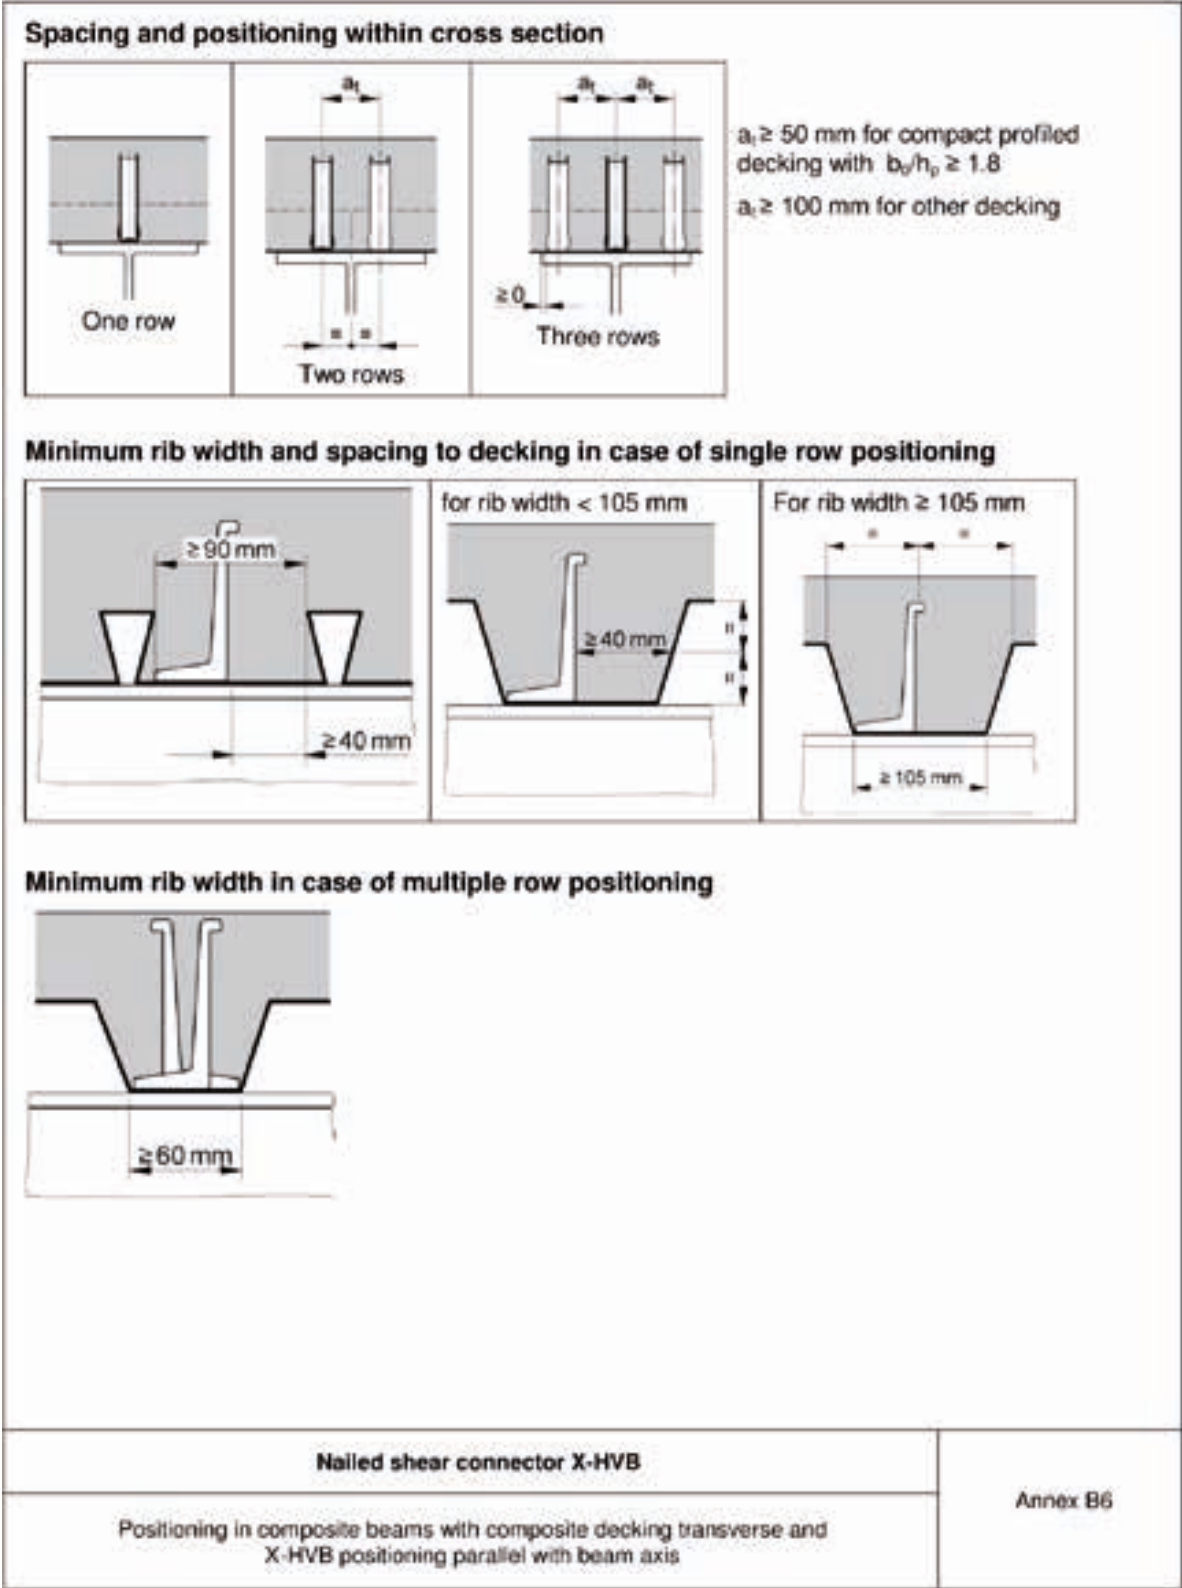 Spacing and positioning within cross section
aₜ
aₜ aₜ
One row
= =
Two rows
≥ 0
Three rows
aₜ ≥ 50 mm for compact profiled
decking with b₀/hₚ ≥ 1.8
aₜ ≥ 100 mm for other decking
Minimum rib width and spacing to decking in case of single row positioning
≥ 90 mm
≥ 40 mm
for rib width < 105 mm
≥ 40 mm
=
=
For rib width ≥ 105 mm
= =
≥ 105 mm
Minimum rib width in case of multiple row positioning
≥ 60 mm
Nailed shear connector X-HVB
Positioning in composite beams with composite decking transverse and
X-HVB positioning parallel with beam axis
Annex B6